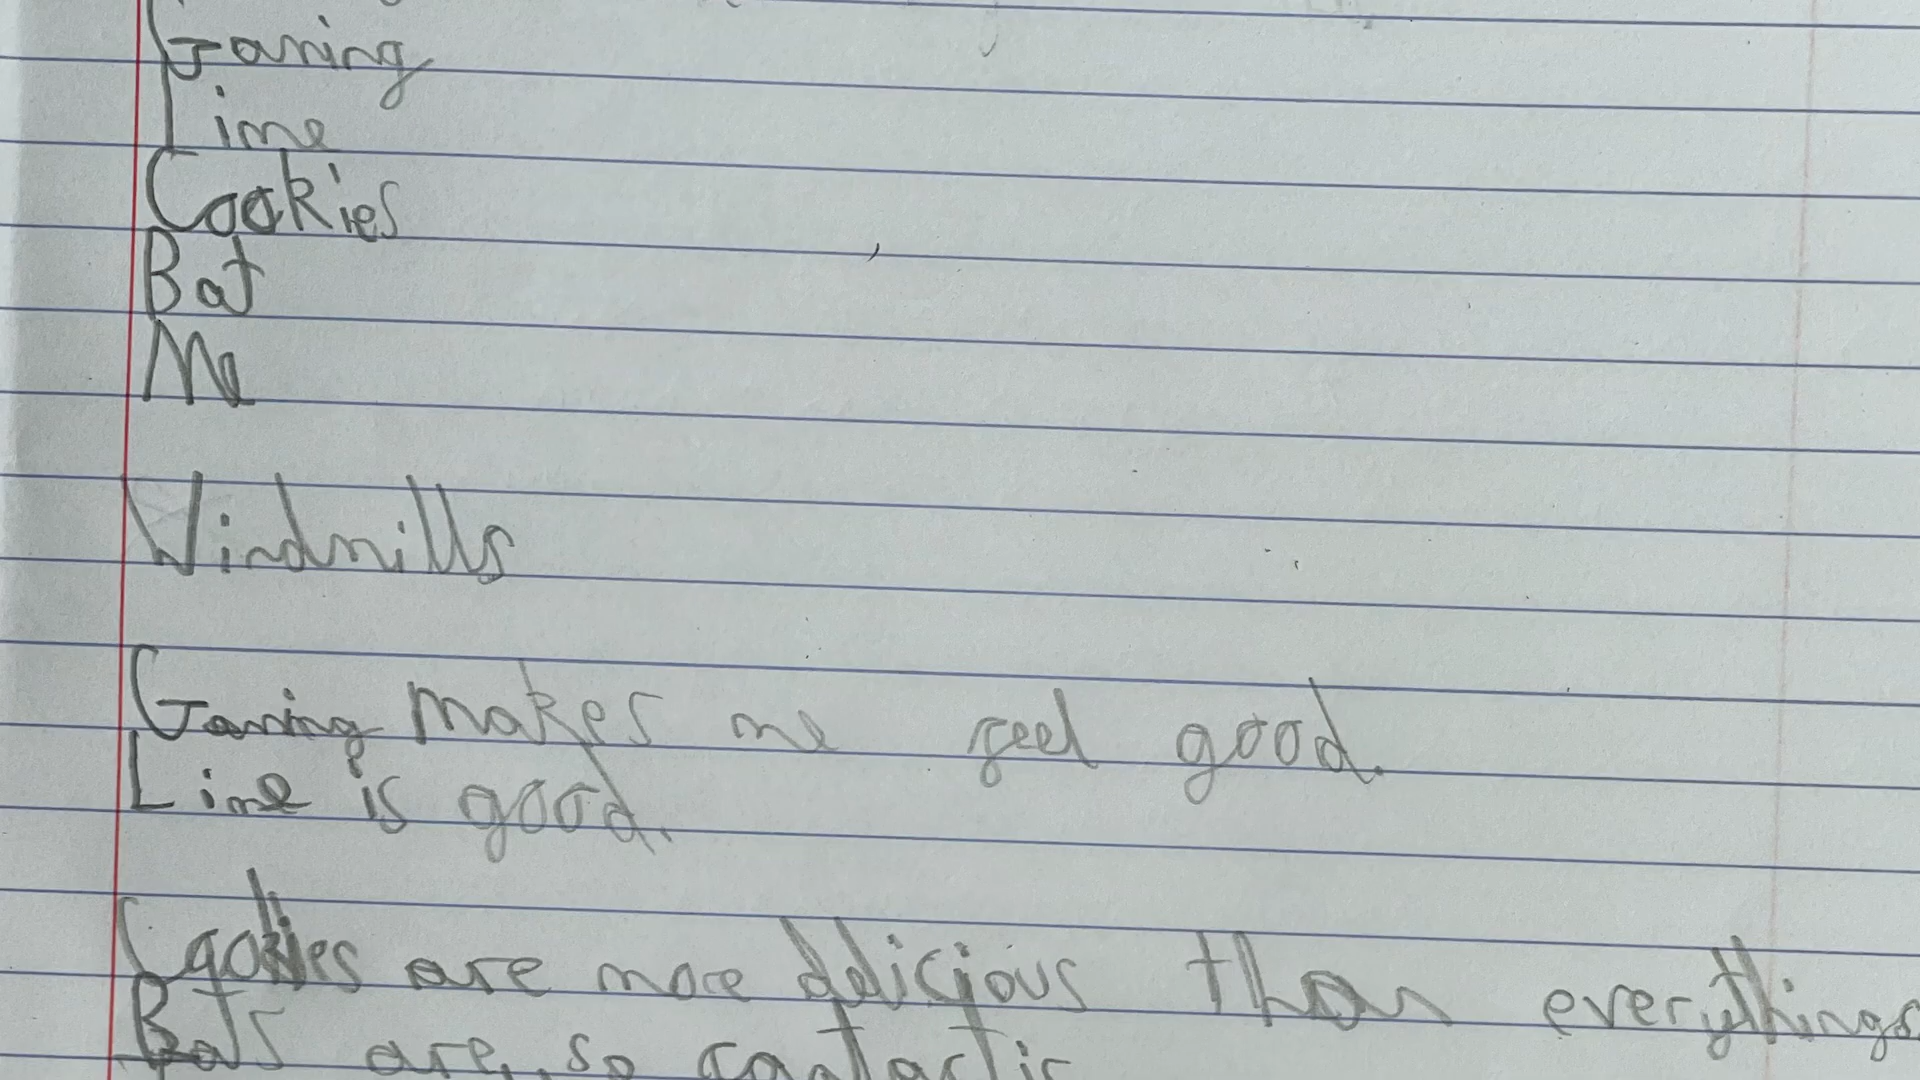 Gaming
Lime
Cookies
Bat
Me
Windmills
Gaming makes me feel good.
Lime is good.
Cookies are more delicious than everythings
Bats are so